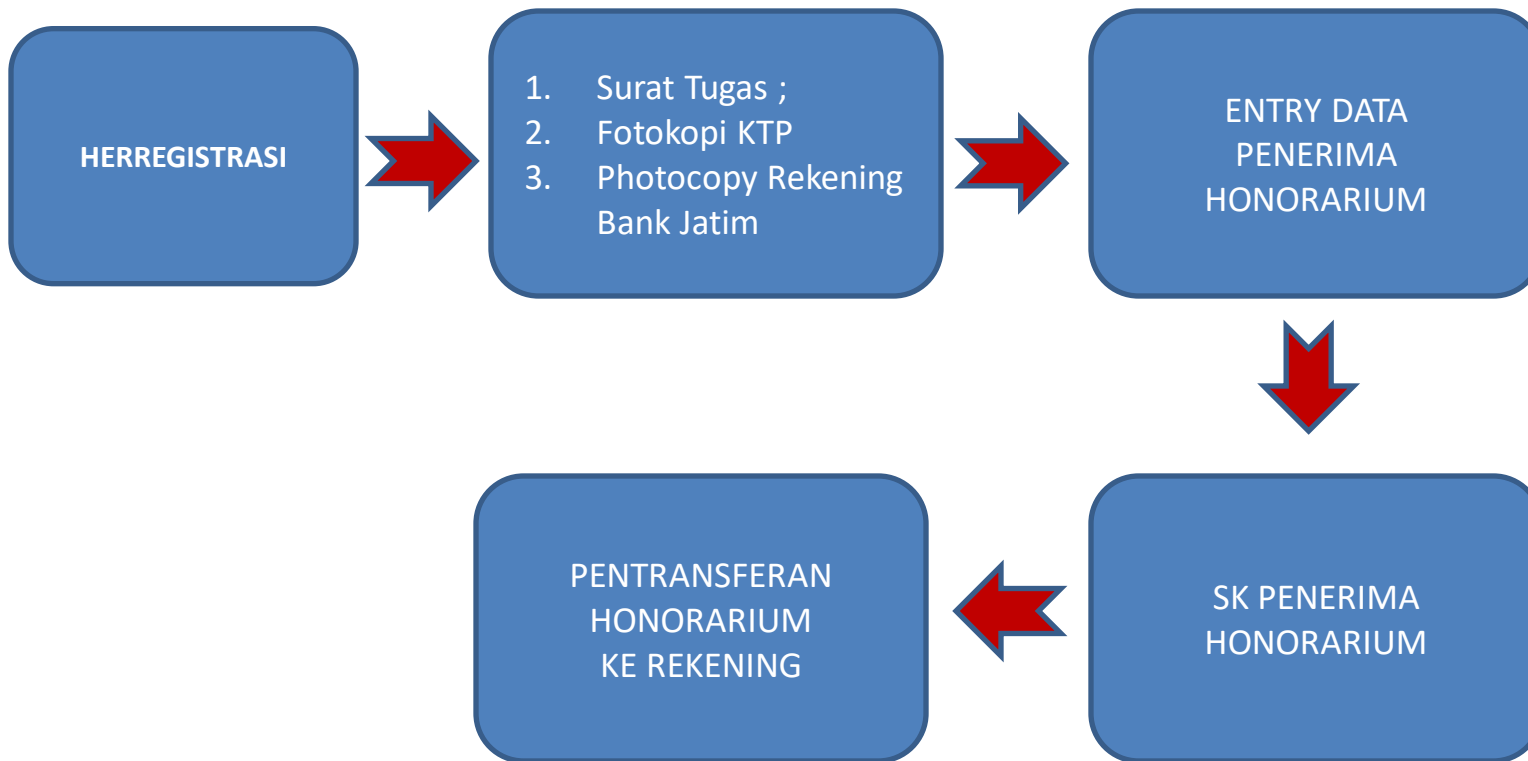 HERREGISTRASI
1. Surat Tugas ;
2. Fotokopi KTP
3. Photocopy Rekening
Bank Jatim
ENTRY DATA
PENERIMA
HONORARIUM
SK PENERIMA
HONORARIUM
PENTRANSFERAN
HONORARIUM
KE REKENING